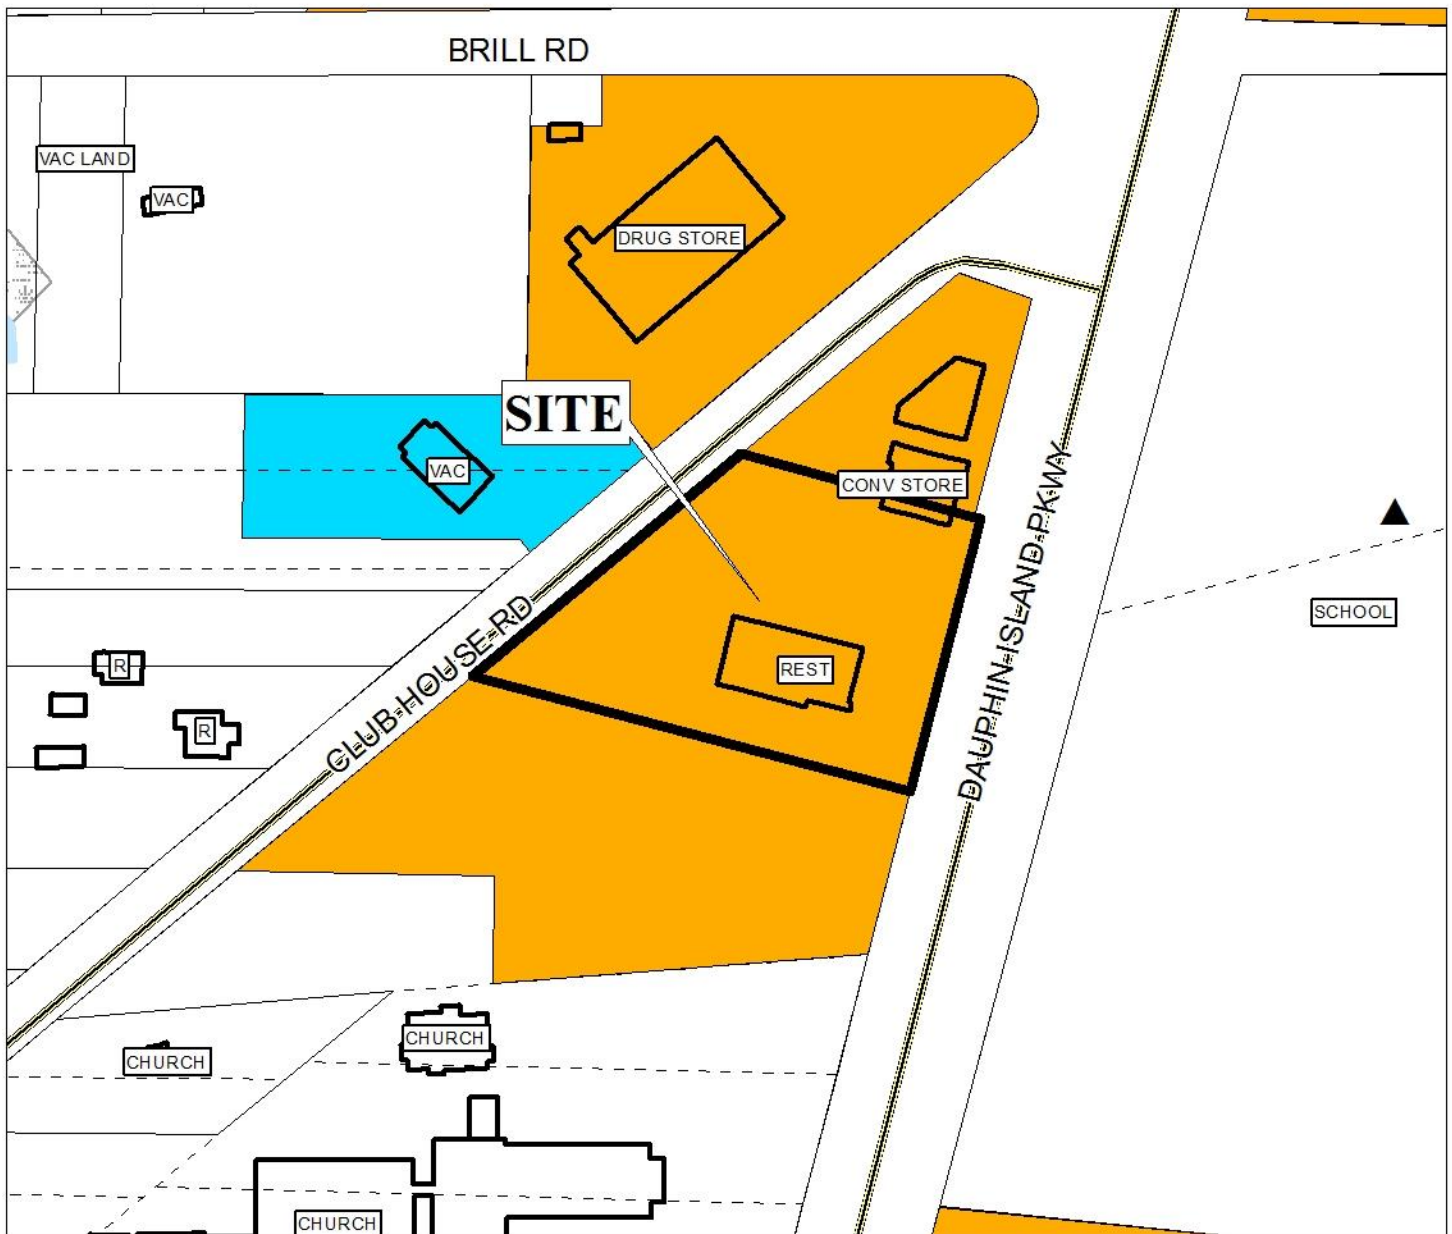 BRILL RD
VAC LAND
VAC
DRUG STORE
SITE
VAC
CONV STORE
DAUPHIN ISLAND PKWY
SCHOOL
CLUB HOUSE RD
R
REST
R
CHURCH
CHURCH
CHURCH